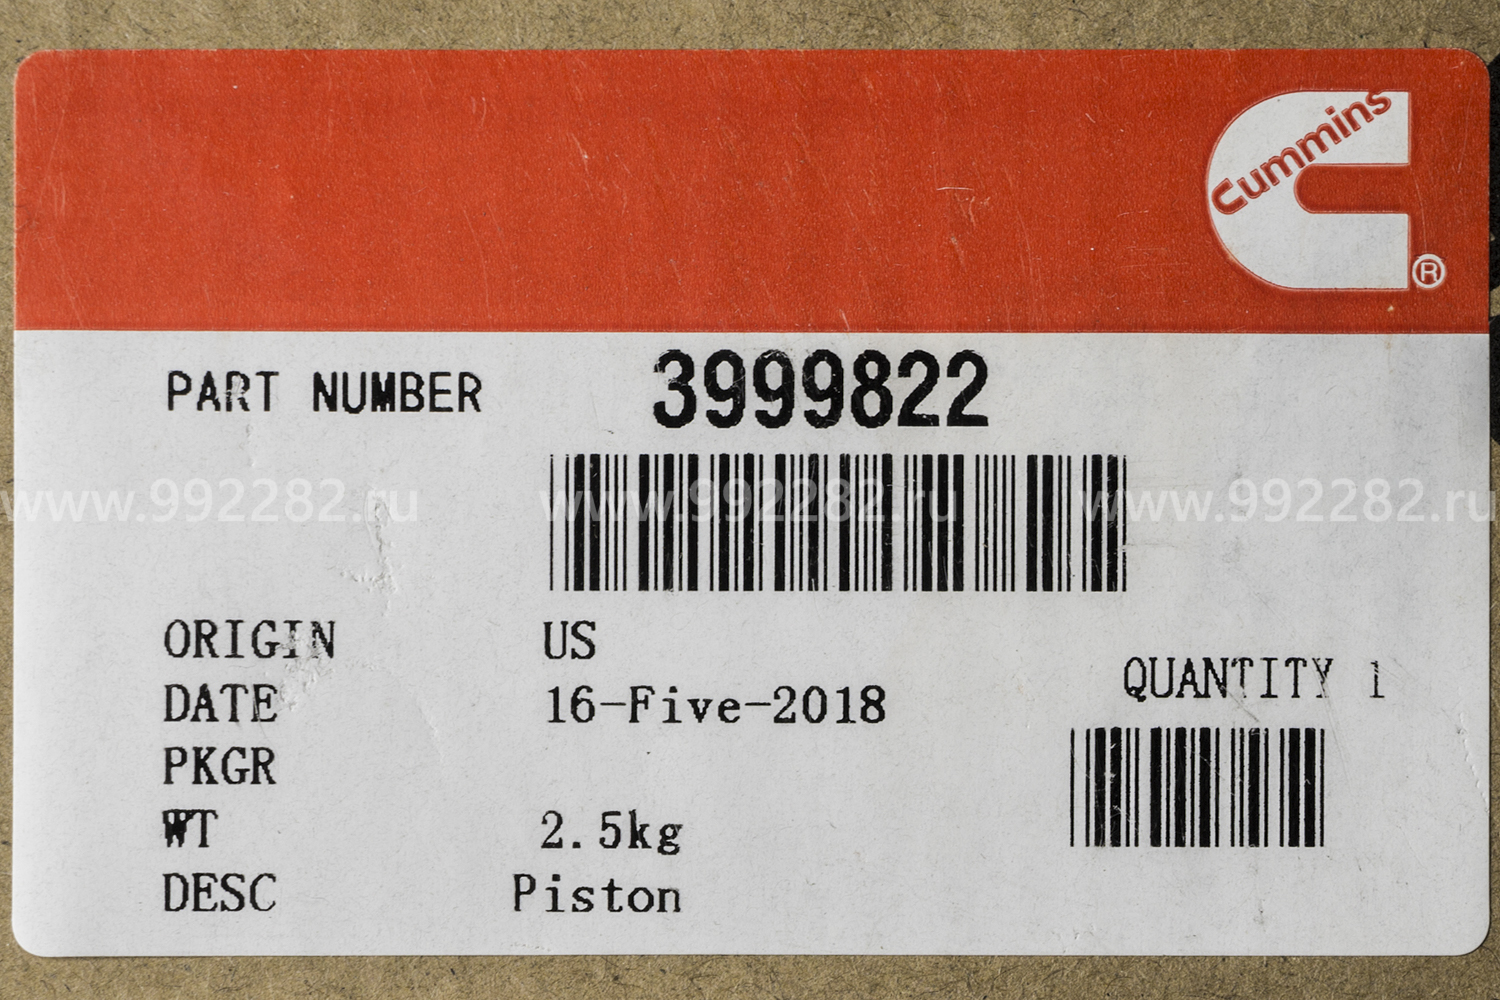 Cummins
®
PART NUMBER 3999822
www.992282.ru www.992282.ru www.992282.ru
ORIGIN US
QUANTITY 1
DATE 16-Five-2018
PKGR
WT 2.5kg
DESC Piston